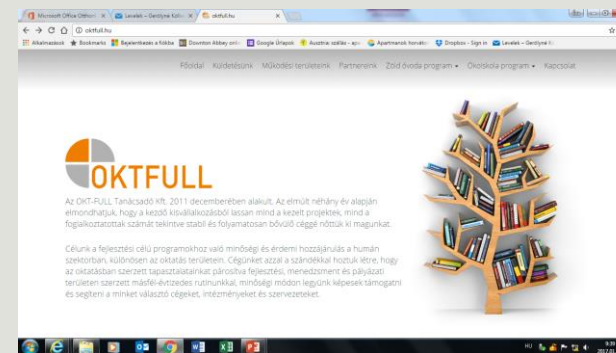 Microsoft Office Otthoni
Levelek – Gerdyné
oktfull.hu
oktfull.hu
Alkalmazások Bookmarks Bejelentkezés a fiókba Downton Abbey onli Google Űrlapok Ausztria: szállás - apa Apartmanok horvátor Dropbox - Sign in Levelek – Gerdyné K
Főoldal Küldetésünk Működési területeink Partnereink Zöld óvoda program Ökoiskola program Kapcsolat
OKTFULL
Az OKT-FULL Tanácsadó Kft. 2011 decemberében alakult. Az elmúlt néhány év alapján
elmondhatjuk, hogy a kezdő kisvállalkozásból lassan mind a kezelt projektek, mind a
foglalkoztatottak számát tekintve stabil és folyamatosan bővülő céggé nőttük ki magunkat.
Célunk a fejlesztési célú programokhoz való minőségi és érdemi hozzájárulás a humán
szektorban, különösen az oktatás területein. Cégünket azzal a szándékkal hoztuk létre, hogy
az oktatásban szerzett tapasztalatainkat párosítva fejlesztési, menedzsment és pályázati
területen szerzett másfél-évtizedes rutinunkkal, minőségi módon legyünk képesek támogatni
és segíteni a minket választó cégeket, intézményeket és szervezeteket.
HU